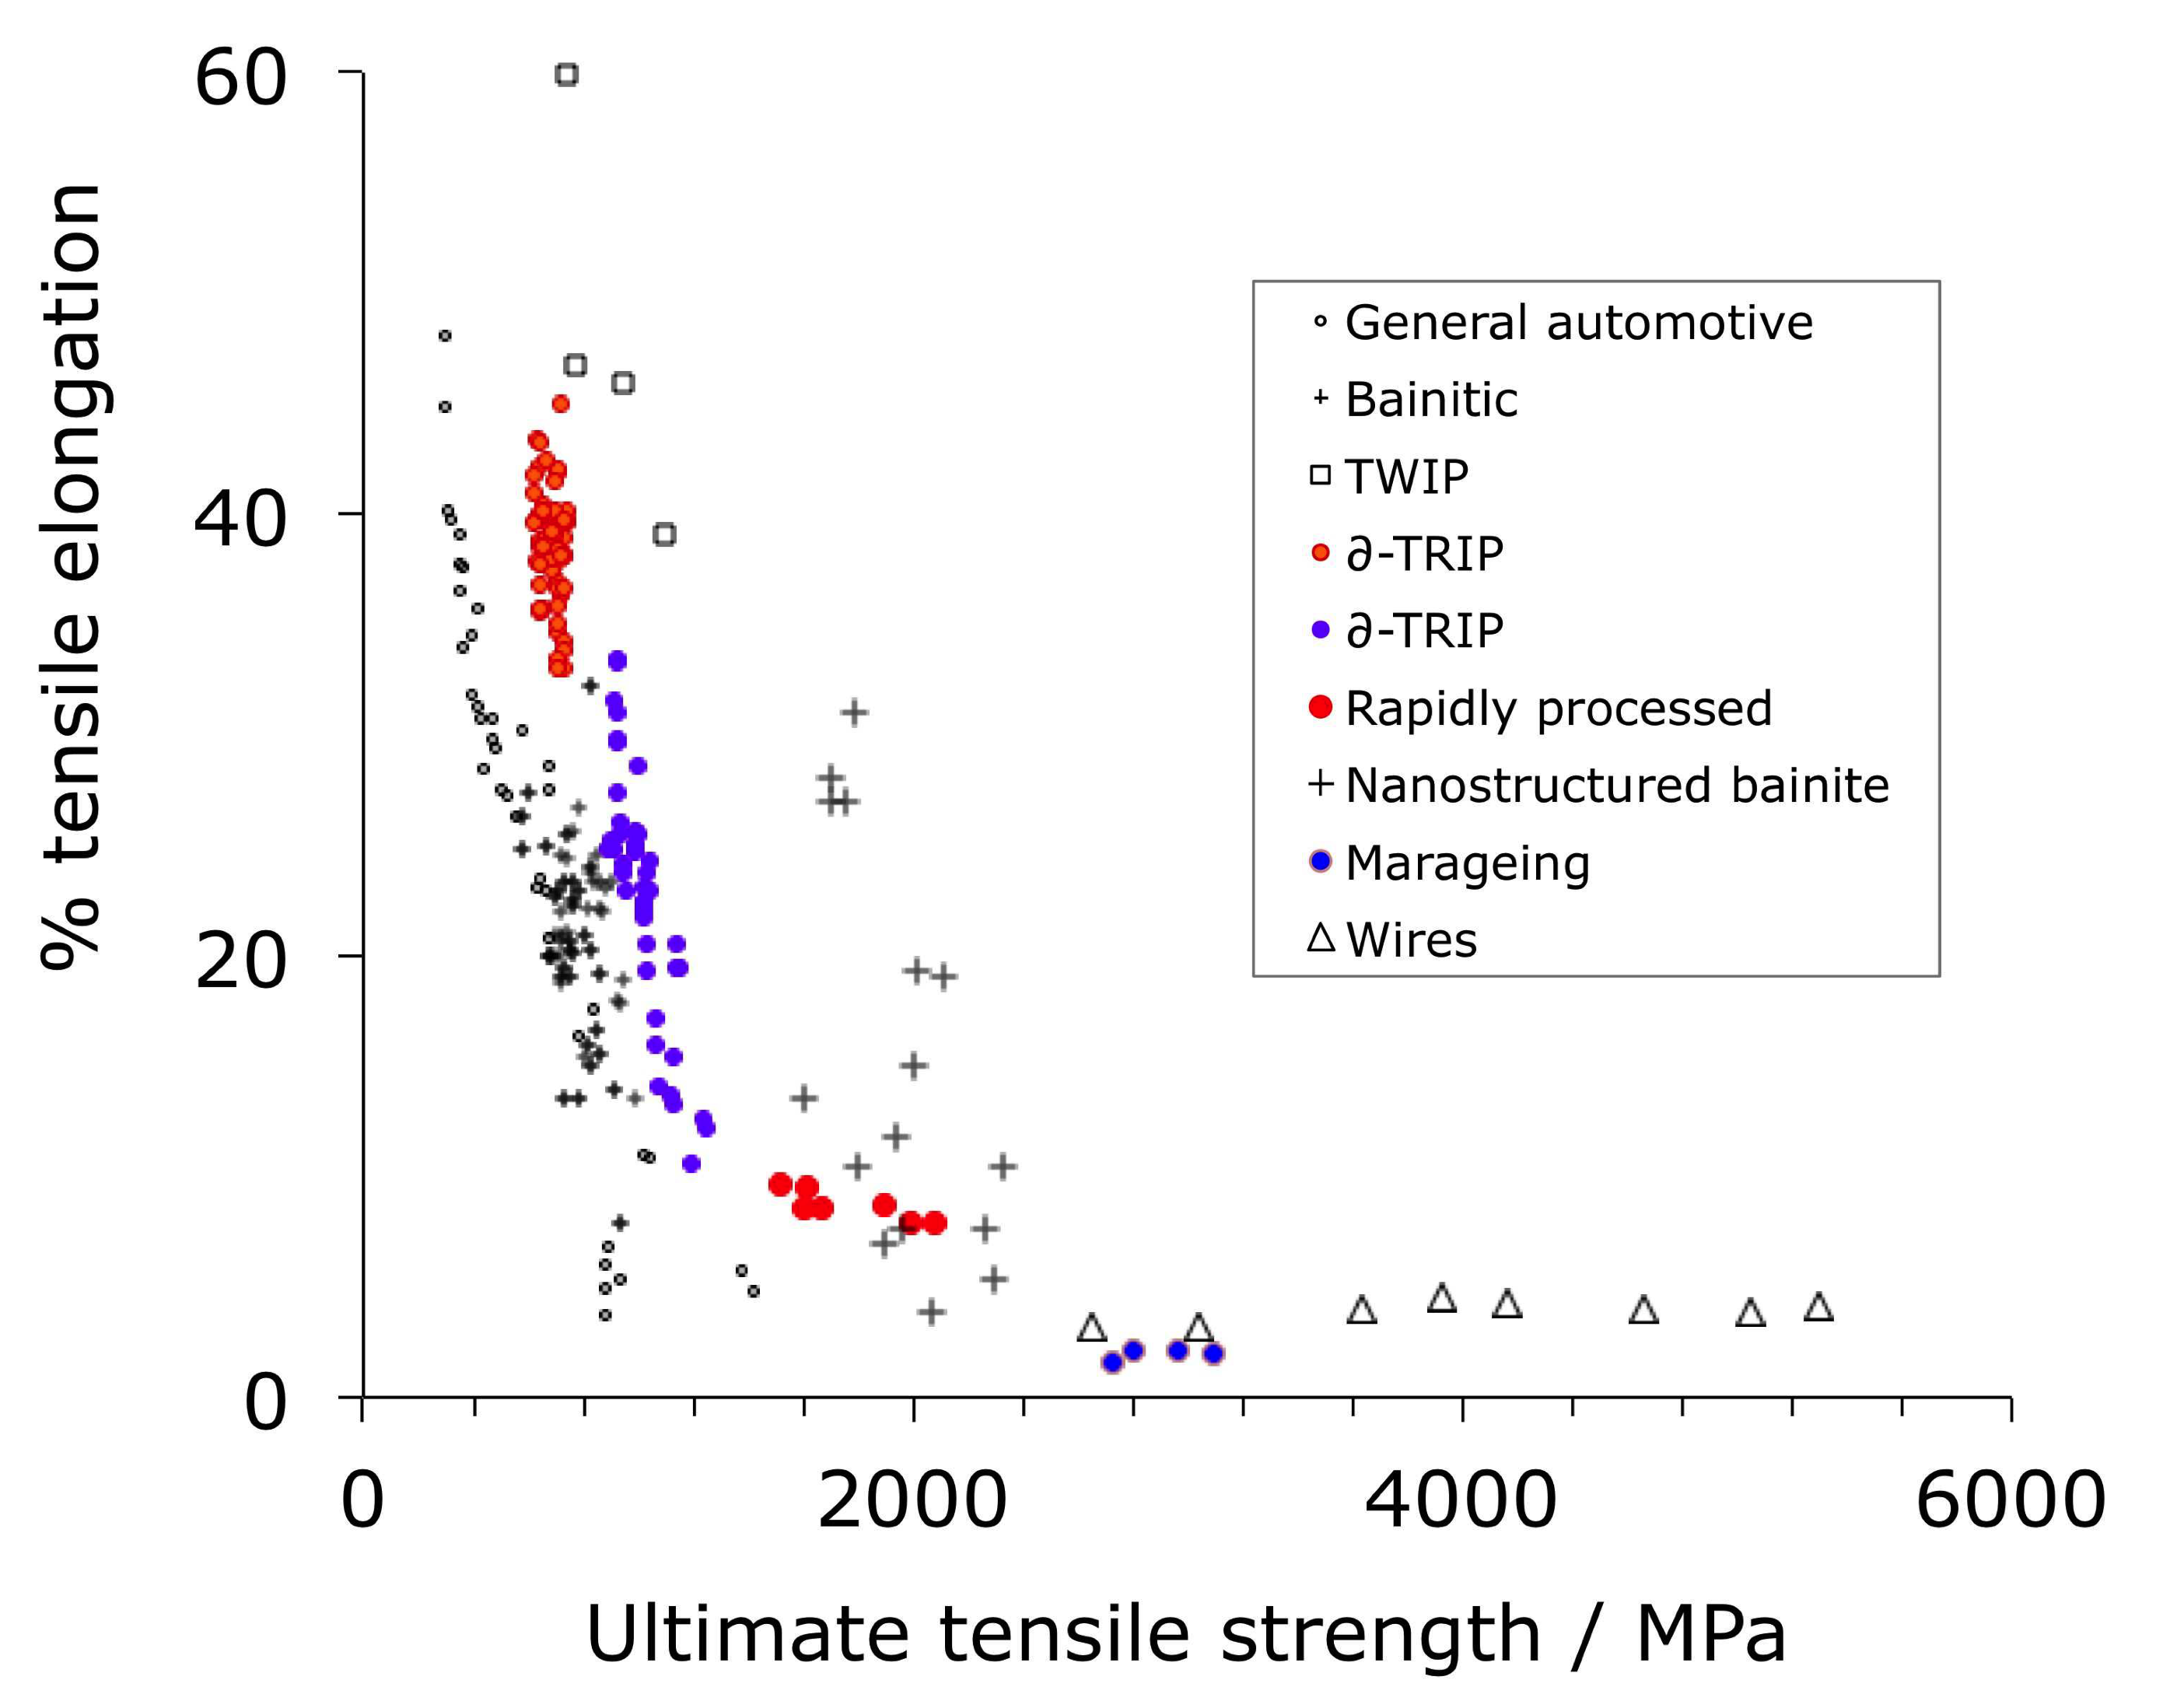 60
40
20
0
% tensile elongation
General automotive
Bainitic
TWIP
∂-TRIP
∂-TRIP
Rapidly processed
Nanostructured bainite
Marageing
Wires
0 2000 4000 6000
Ultimate tensile strength / MPa